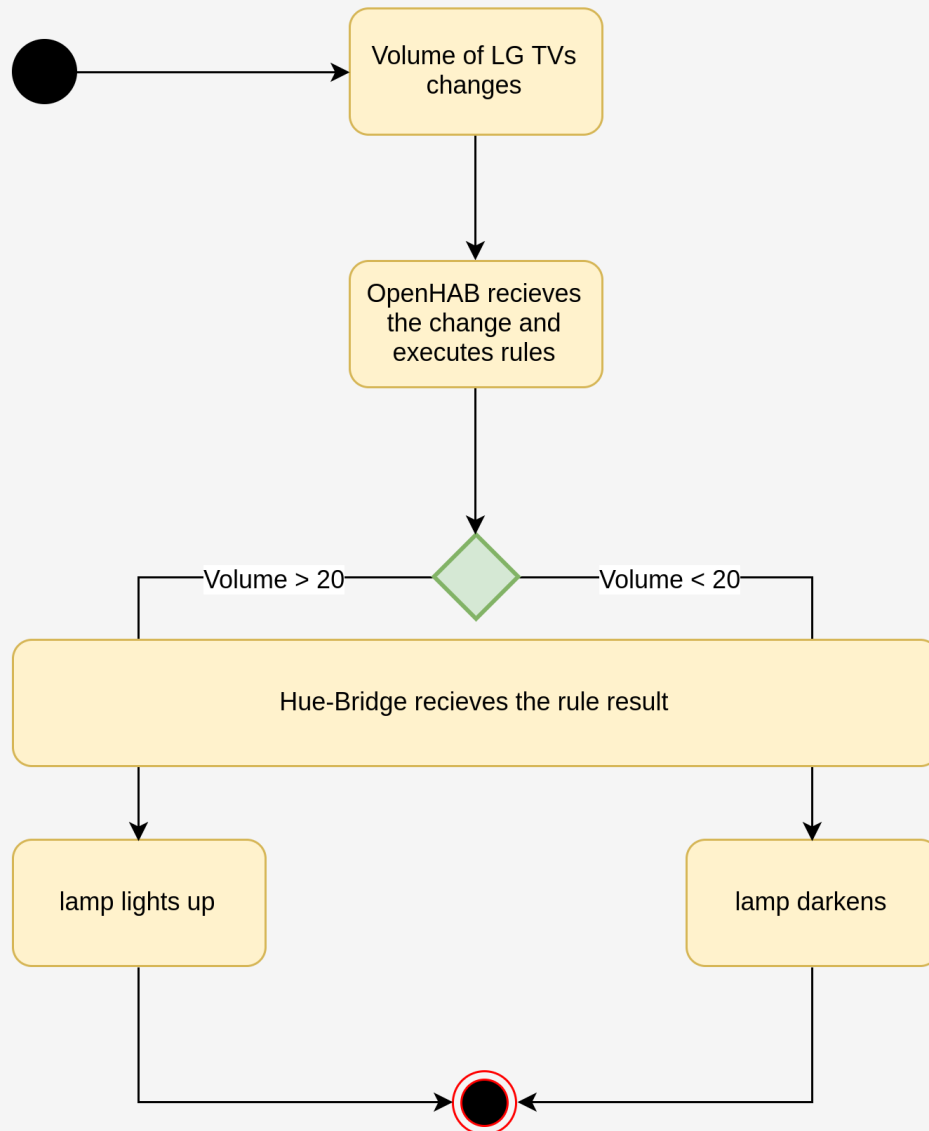 Volume of LG TVs
changes
OpenHAB recieves
the change and
executes rules
Volume > 20
Volume < 20
Hue-Bridge recieves the rule result
lamp lights up
lamp darkens